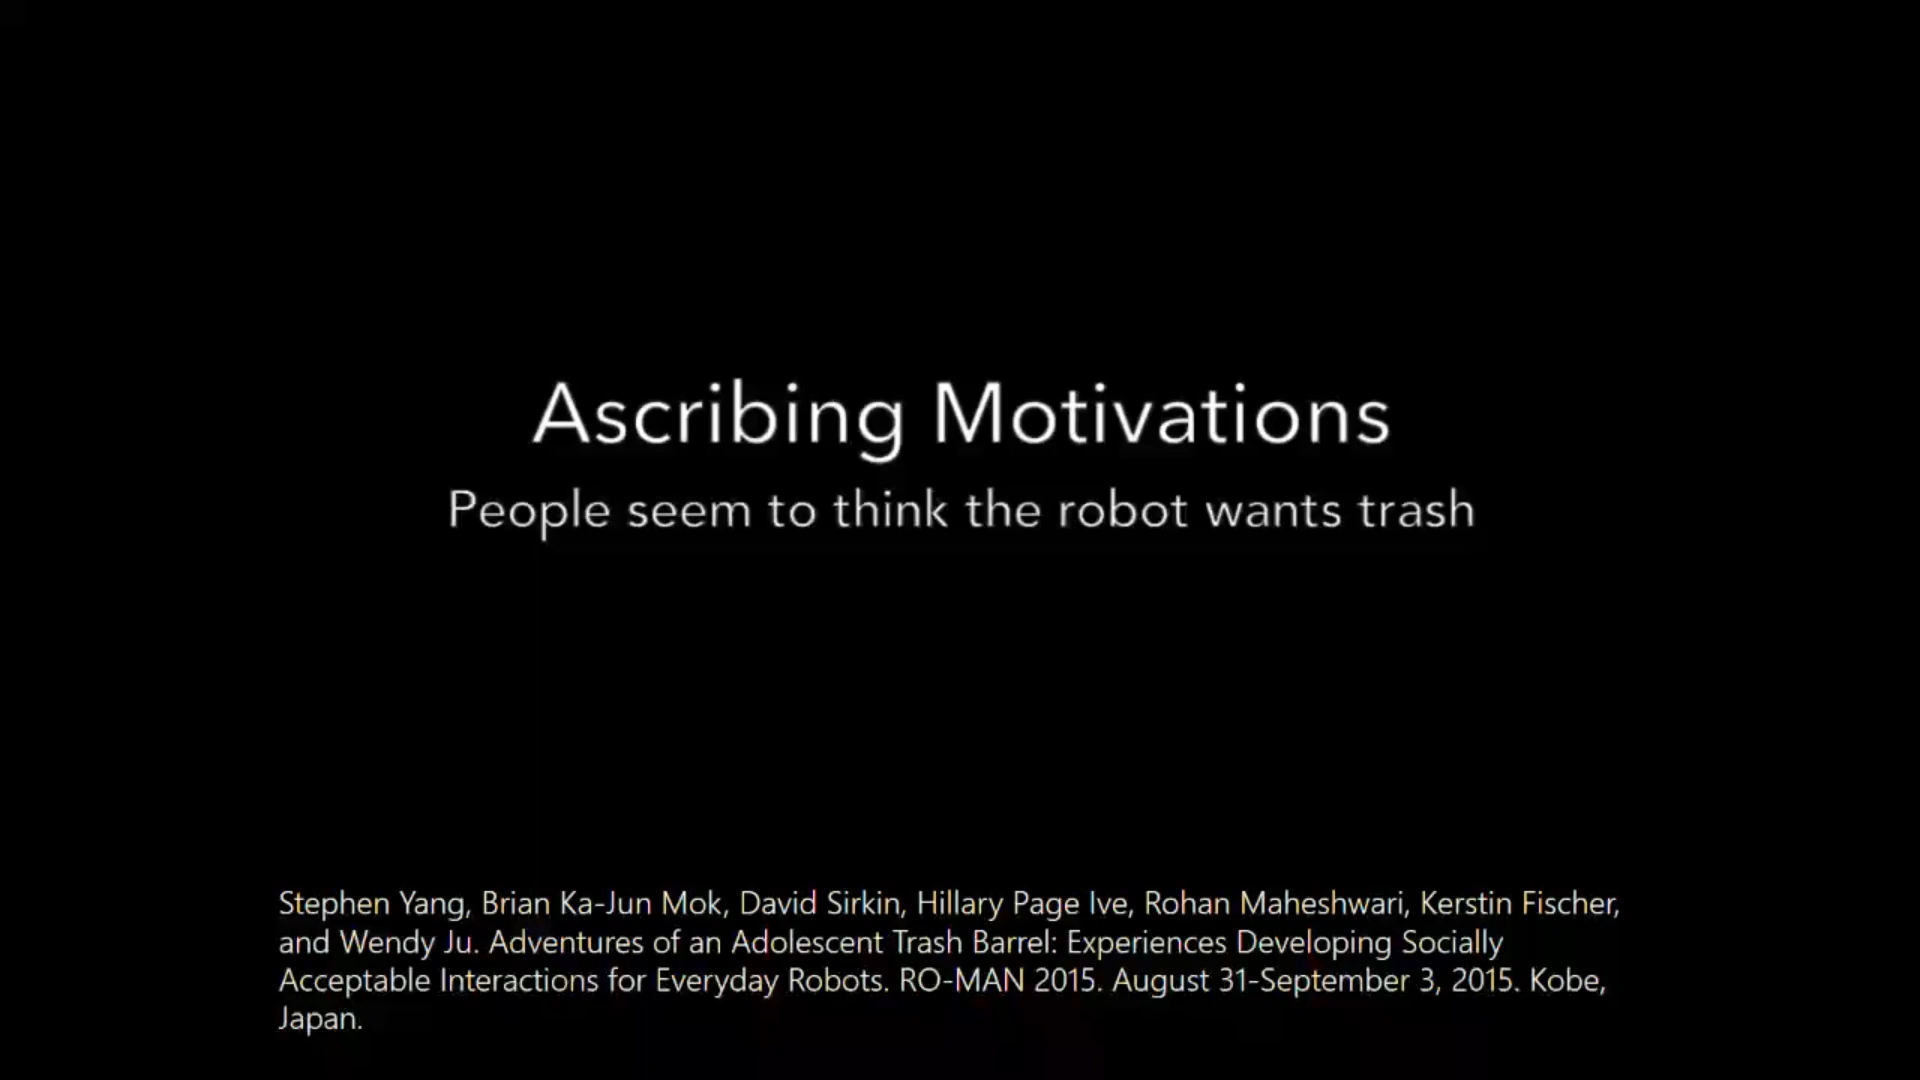 Ascribing Motivations
People seem to think the robot wants trash
Stephen Yang, Brian Ka-Jun Mok, David Sirkin, Hillary Page Ive, Rohan Maheshwari, Kerstin Fischer,
and Wendy Ju. Adventures of an Adolescent Trash Barrel: Experiences Developing Socially
Acceptable Interactions for Everyday Robots. RO-MAN 2015. August 31-September 3, 2015. Kobe,
Japan.